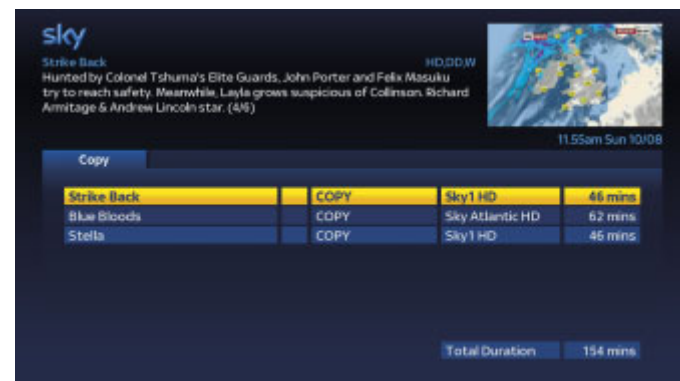 sky
Strike Back HD,DD,W
Hunted by Colonel Tshuma's Elite Guards, John Porter and Felix Masuku
try to reach safety. Meanwhile, Layla grows suspicious of Collinson. Richard
Armitage & Andrew Lincoln star. (4/6)
11.55am Sun 10/08
Copy
Strike Back COPY Sky1 HD 46 mins
Blue Bloods COPY Sky Atlantic HD 62 mins
Stella COPY Sky1 HD 46 mins
Total Duration 154 mins